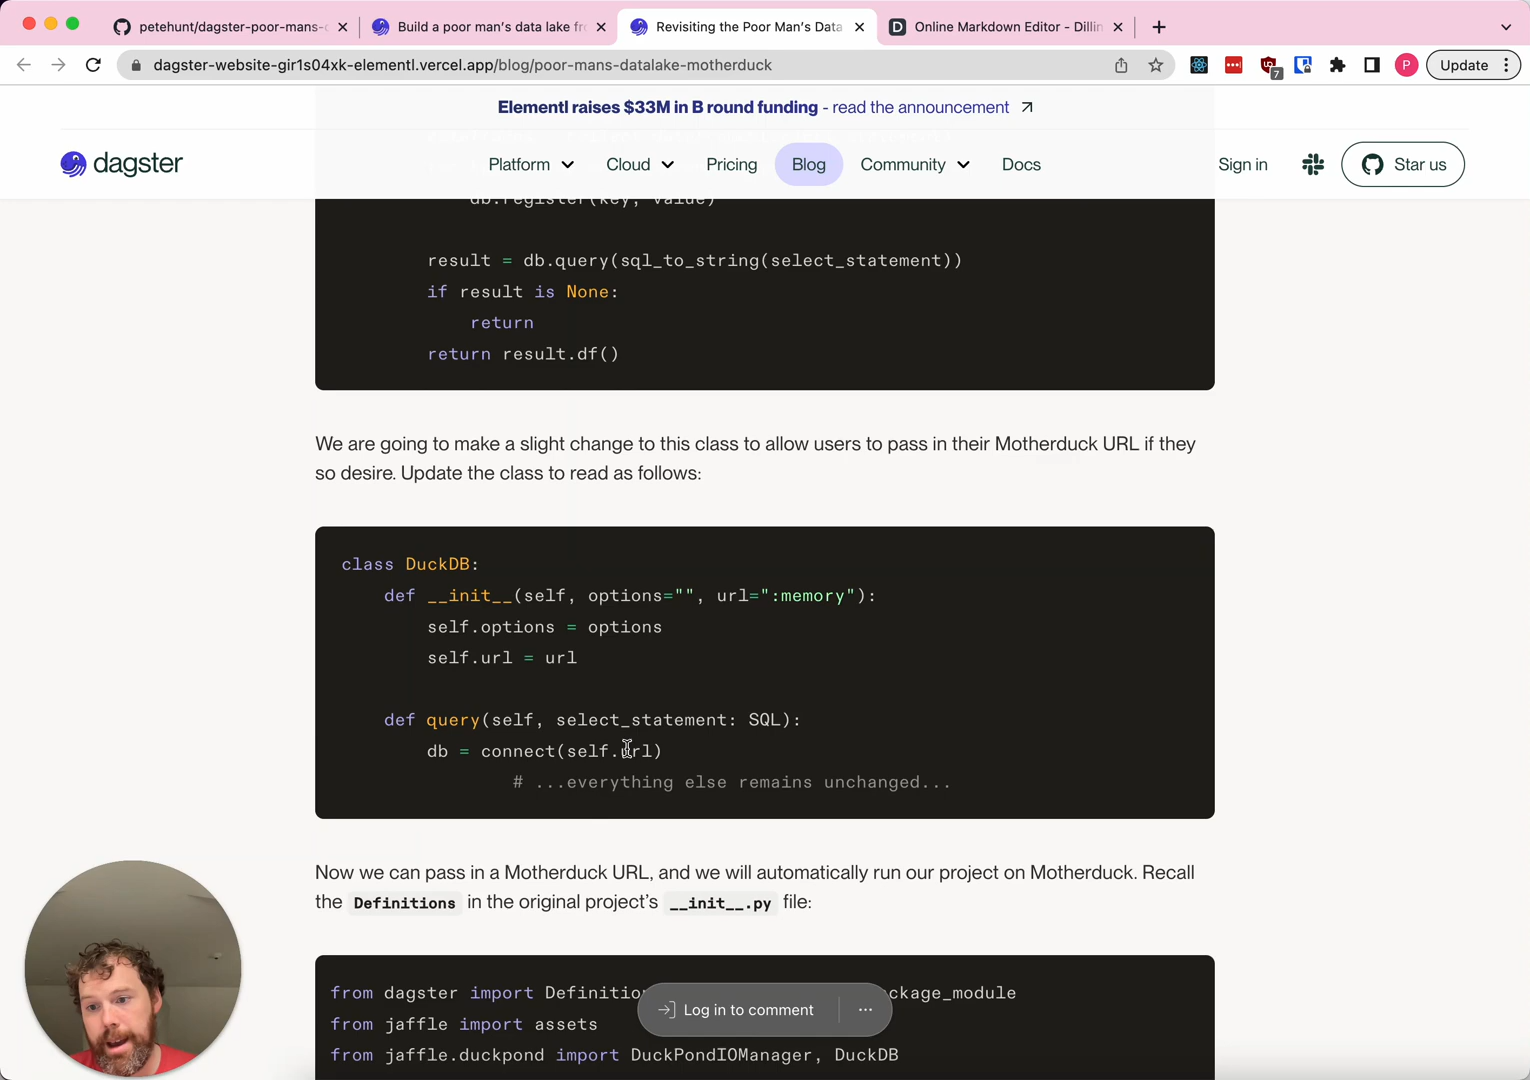 petehunt/dagster-poor-mans-
Build a poor man's data lake fr
Revisiting the Poor Man's Data
Online Markdown Editor - Dillin
dagster-website-gir1s04xk-elementl.vercel.app/blog/poor-mans-datalake-motherduck
7
P
Update
Elementl raises $33M in B round funding - read the announcement
dagster
Platform
Cloud
Pricing
Blog
Community
Docs
Sign in
Star us
db.register(key, value)
result = db.query(sql_to_string(select_statement))
if result is None:
return
return result.df()
We are going to make a slight change to this class to allow users to pass in their Motherduck URL if they
so desire. Update the class to read as follows:
class DuckDB:
def __init__(self, options="", url=":memory"):
self.options = options
self.url = url
def query(self, select_statement: SQL):
db = connect(self.url)
# ...everything else remains unchanged...
Now we can pass in a Motherduck URL, and we will automatically run our project on Motherduck. Recall
the Definitions in the original project's __init__.py file:
from dagster import Definitio
ckage_module
from jaffle import assets
from jaffle.duckpond import DuckPondIOManager, DuckDB
Log in to comment